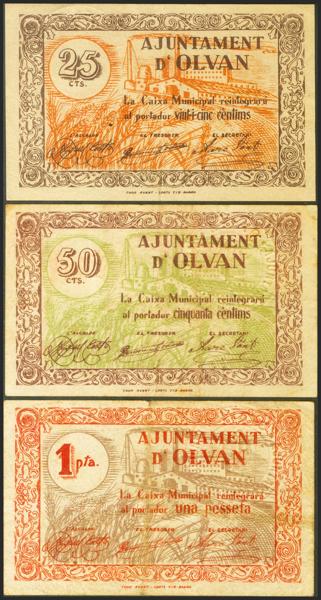 25
CTS.
AJUNTAMENT
D'OLVAN
La Caixa Municipal reintegrarà
al portador vint-i-cinc cèntims
L'ALCALDE EL TRESORER EL SECRETARI
50
CTS.
AJUNTAMENT
D'OLVAN
La Caixa Municipal reintegrarà
al portador cinquanta cèntims
L'ALCALDE EL TRESORER EL SECRETARI
1 pta.
AJUNTAMENT
D'OLVAN
La Caixa Municipal reintegrarà
al portador una pesseta
L'ALCALDE EL TRESORER EL SECRETARI